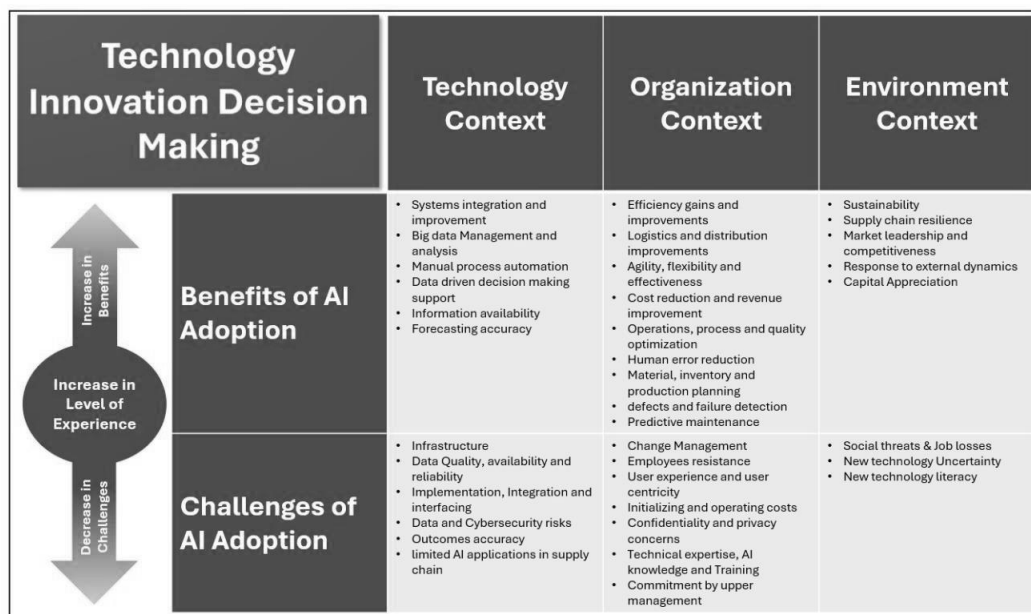 Technology
Innovation Decision
Making
Technology
Context
Organization
Context
Environment
Context
Increase in
Benefits
Increase in
Level of
Experience
Decrease in
Challenges
Benefits of AI
Adoption
• Systems integration and
improvement
• Big data Management and
analysis
• Manual process automation
• Data driven decision making
support
• Information availability
• Forecasting accuracy
• Efficiency gains and
improvements
• Logistics and distribution
improvements
• Agility, flexibility and
effectiveness
• Cost reduction and revenue
improvement
• Operations, process and quality
optimization
• Human error reduction
• Material, inventory and
production planning
• defects and failure detection
• Predictive maintenance
• Sustainability
• Supply chain resilience
• Market leadership and
competitiveness
• Response to external dynamics
• Capital Appreciation
Challenges of
AI Adoption
• Infrastructure
• Data Quality, availability and
reliability
• Implementation, Integration and
interfacing
• Data and Cybersecurity risks
• Outcomes accuracy
• limited AI applications in supply
chain
• Change Management
• Employees resistance
• User experience and user
centricity
• Initializing and operating costs
• Confidentiality and privacy
concerns
• Technical expertise, AI
knowledge and Training
• Commitment by upper
management
• Social threats & Job losses
• New technology Uncertainty
• New technology literacy